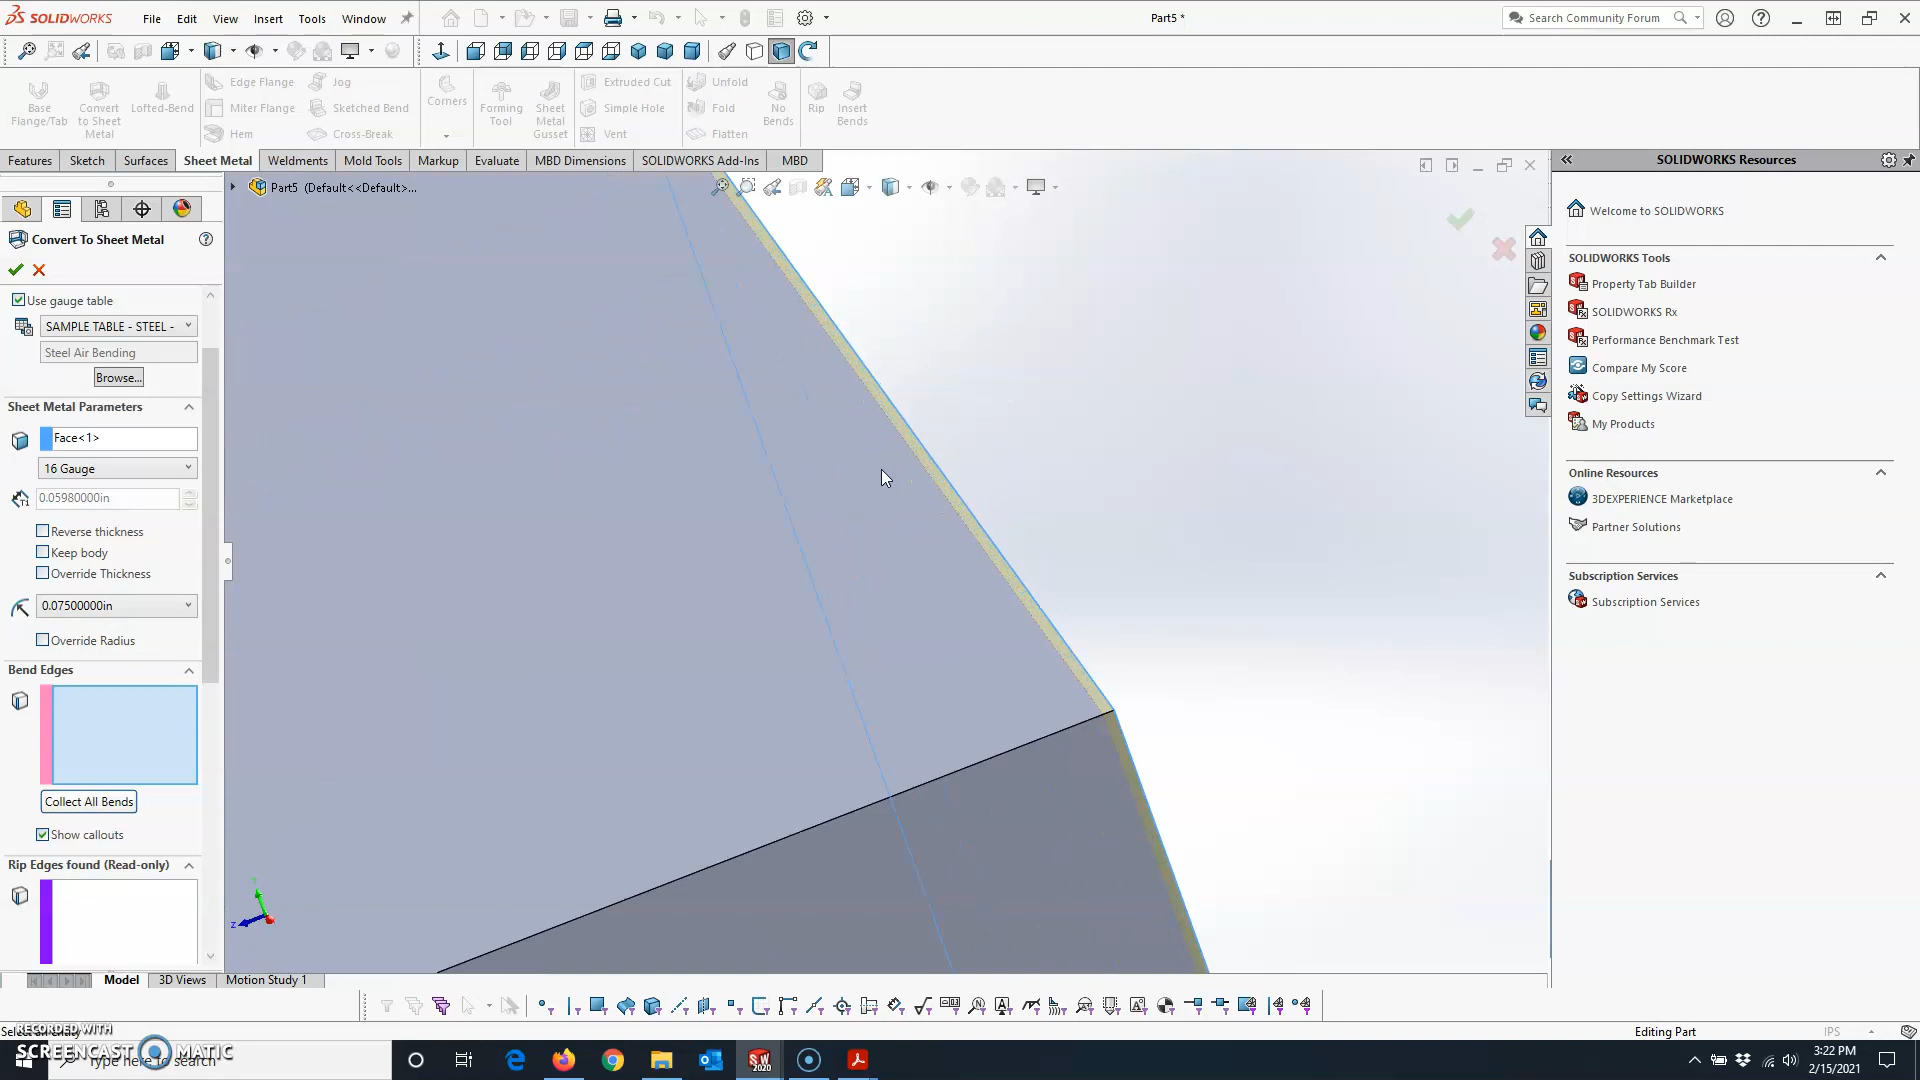 SOLIDWORKS File Edit View Insert Tools Window Part5 * Search Community Forum
Base Flange/Tab
Convert to Sheet Metal
Lofted-Bend
Edge Flange
Miter Flange
Hem
Jog
Sketched Bend
Cross-Break
Corners
Forming Tool
Sheet Metal Gusset
Extruded Cut
Simple Hole
Vent
Unfold
Fold
Flatten
No Bends
Rip
Insert Bends
Features Sketch Surfaces Sheet Metal Weldments Mold Tools Markup Evaluate MBD Dimensions SOLIDWORKS Add-Ins MBD
Part5 (Default<<Default>...
Convert To Sheet Metal
Use gauge table
SAMPLE TABLE - STEEL -
Steel Air Bending
Browse...
Sheet Metal Parameters
Face<1>
16 Gauge
0.05980000in
Reverse thickness
Keep body
Override Thickness
0.07500000in
Override Radius
Bend Edges
Collect All Bends
Show callouts
Rip Edges found (Read-only)
Y
Z
SOLIDWORKS Resources
Welcome to SOLIDWORKS
SOLIDWORKS Tools
Property Tab Builder
SOLIDWORKS Rx
Performance Benchmark Test
Compare My Score
Copy Settings Wizard
My Products
Online Resources
3DEXPERIENCE Marketplace
Partner Solutions
Subscription Services
Subscription Services
Model 3D Views Motion Study 1
Editing Part IPS
RECORDED WITH
SCREENCAST MATIC
Type here to search
SW 2020
3:22 PM
2/15/2021